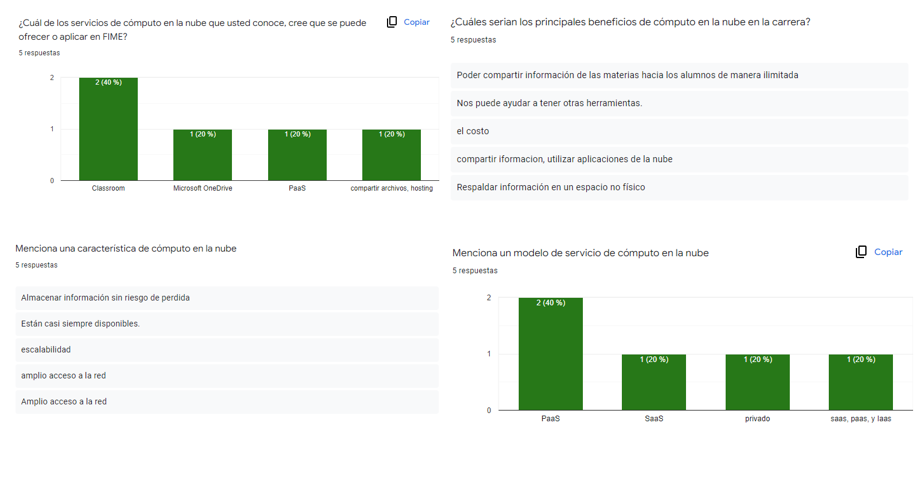 ¿Cuál de los servicios de cómputo en la nube que usted conoce, cree que se puede
ofrecer o aplicar en FIME?
Copiar
5 respuestas
2
1
0
2 (40 %)
1 (20 %)
1 (20 %)
1 (20 %)
Classroom
Microsoft OneDrive
PaaS
compartir archivos, hosting
¿Cuáles serian los principales beneficios de cómputo en la nube en la carrera?
5 respuestas
Poder compartir información de las materias hacia los alumnos de manera ilimitada
Nos puede ayudar a tener otras herramientas.
el costo
compartir iformacion, utilizar aplicaciones de la nube
Respaldar información en un espacio no físico
Menciona una característica de cómputo en la nube
5 respuestas
Almacenar información sin riesgo de perdida
Están casi siempre disponibles.
escalabilidad
amplio acceso a la red
Amplio acceso a la red
Menciona un modelo de servicio de cómputo en la nube
Copiar
5 respuestas
2
1
0
2 (40 %)
1 (20 %)
1 (20 %)
1 (20 %)
PaaS
SaaS
privado
saas, paas, y Iaas